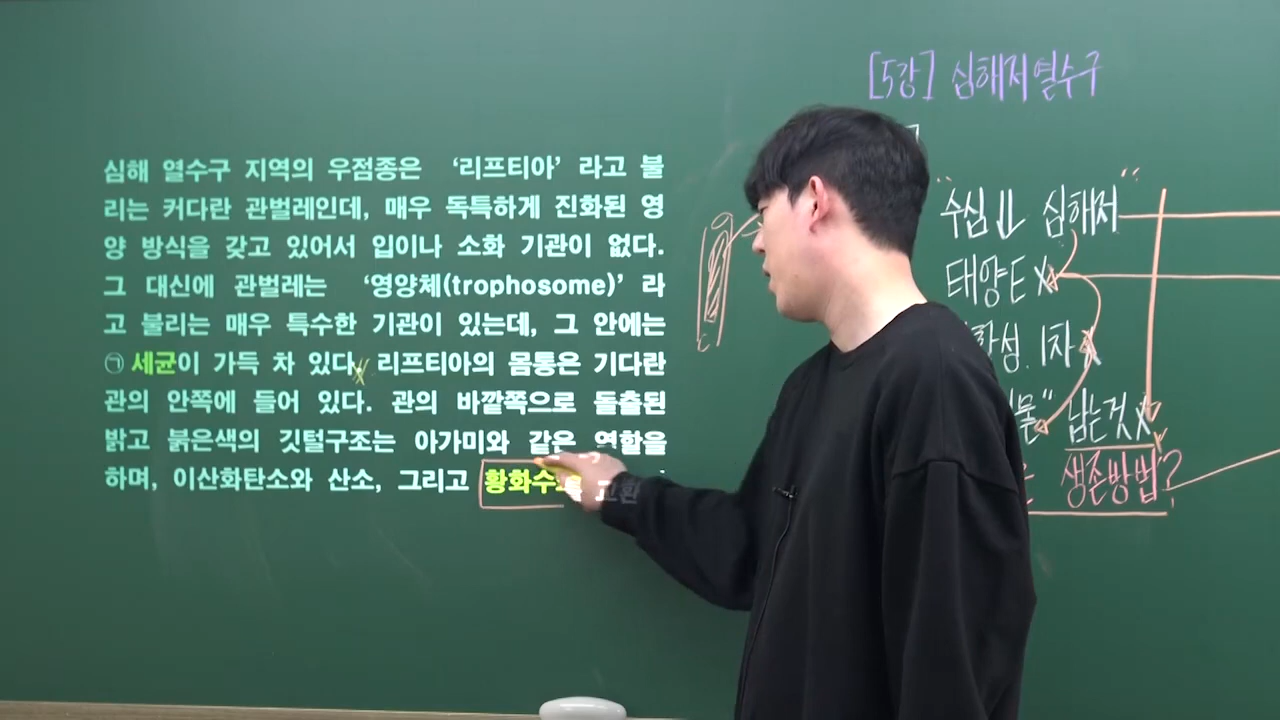 심해 열수구 지역의 우점종은 ‘리프티아’ 라고 불
리는 커다란 관벌레인데, 매우 독특하게 진화된 영
양 방식을 갖고 있어서 입이나 소화 기관이 없다.
그 대신에 관벌레는 ‘영양체(trophosome)’ 라
고 불리는 매우 특수한 기관이 있는데, 그 안에는
㉠ 세균이 가득 차 있다. 리프티아의 몸통은 기다란
관의 안쪽에 들어 있다. 관의 바깥쪽으로 돌출된
밝고 붉은색의 깃털구조는 아가미와 같은 역할을
하며, 이산화탄소와 산소, 그리고 황화수소를 교환
[5강] 심해저열수구
"수심 ↓↓ 심해저"
태양E x
합성. 1차 x
물" 넘는것 x
생존방법?